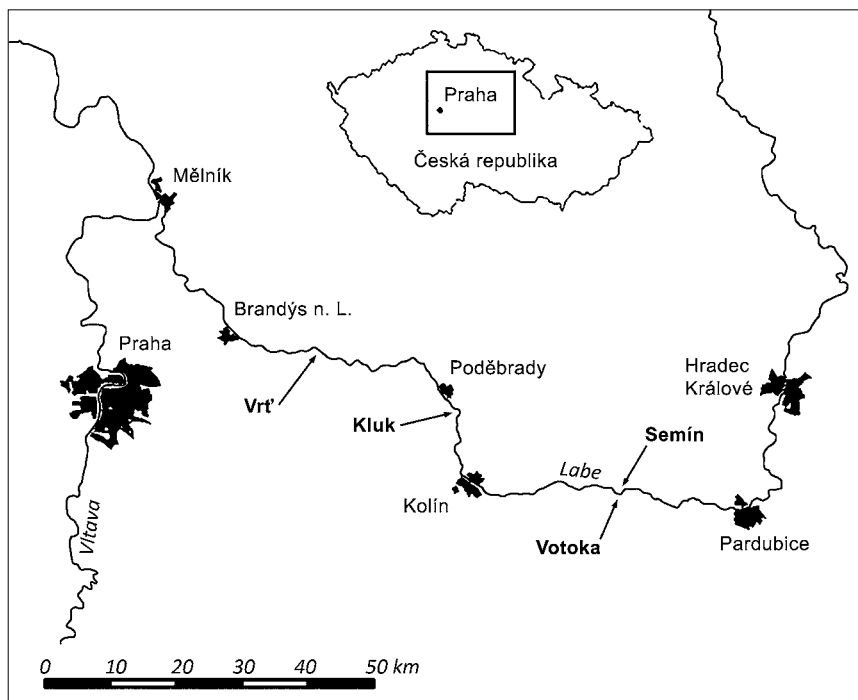 Praha
Česká republika
Mělník
Brandýs n. L.
Praha
Poděbrady
Hradec
Králové
Vrť
Kluk
Semín
Labe
Kolín
Votoka
Pardubice
Vltava
0 10 20 30 40 50 km